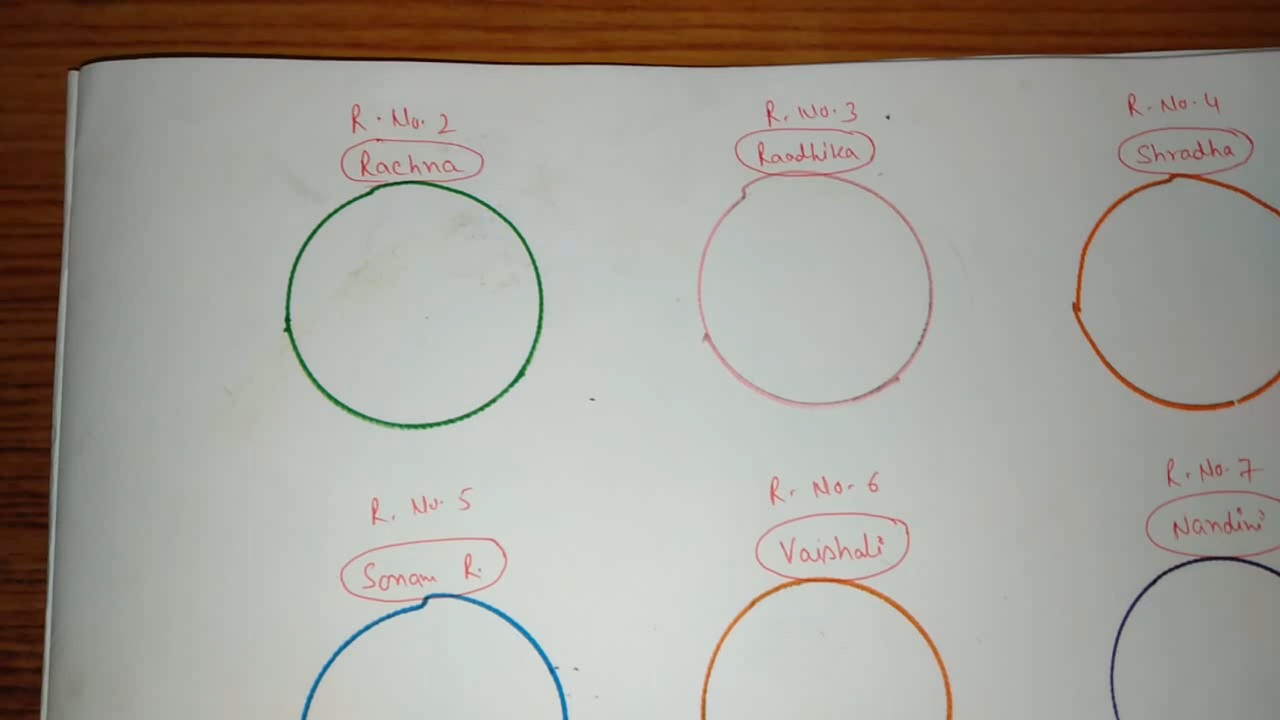 R. No. 2
Rachna
R. No. 3
Raadhika
R. No. 4
Shradha
R. No. 5
Sonam R.
R. No. 6
Vaishali
R. No. 7
Nandini